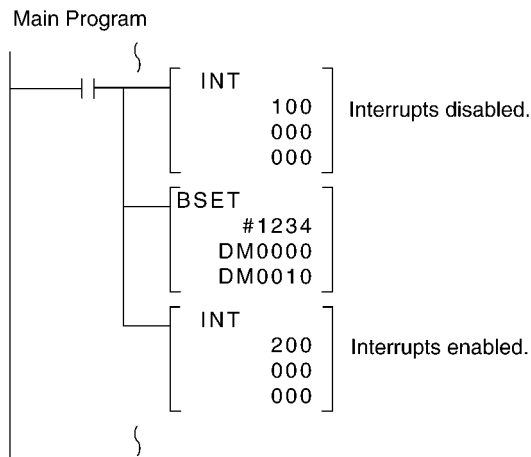 Main Program
INT
100
000
000
Interrupts disabled.
BSET
#1234
DM0000
DM0010
INT
200
000
000
Interrupts enabled.